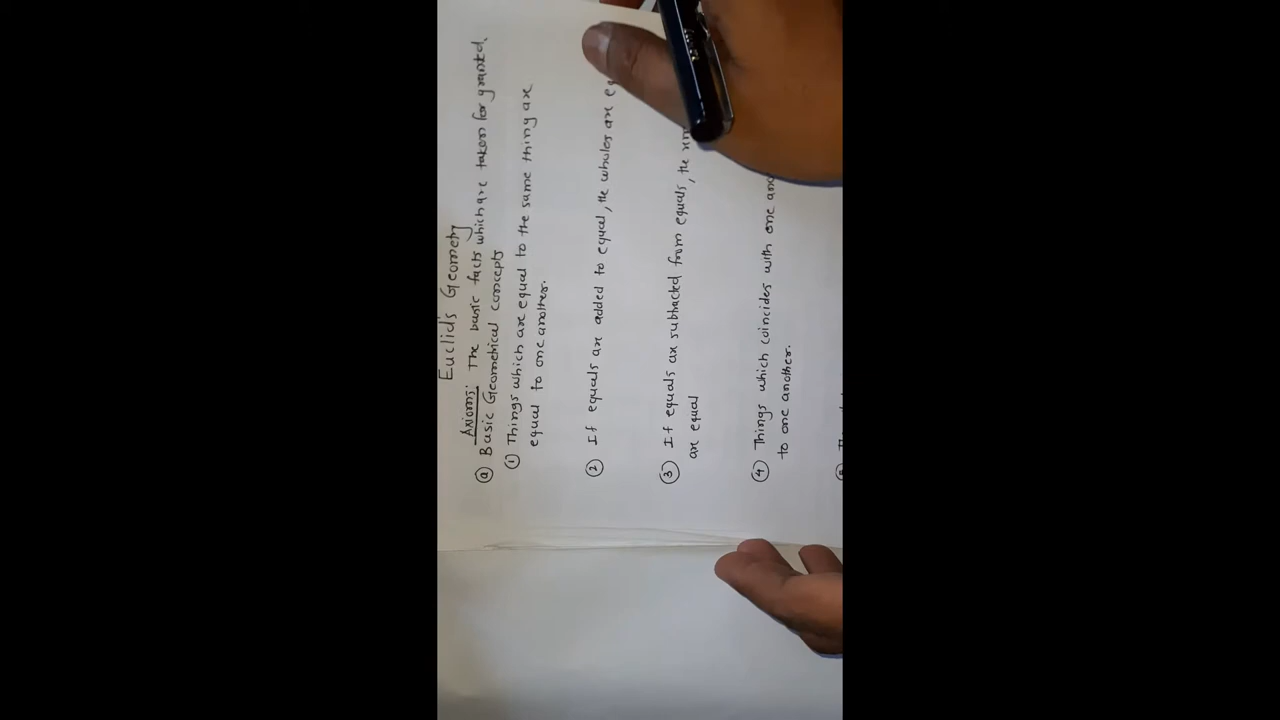 Euclid's Geometry
Axioms: The basic facts which are taken for granted.
ⓐ Basic Geometrical concepts
① Things which are equal to the same thing are
equal to one another.
② If equals are added to equal, the wholes are
③ If equals are subtracted from equals, the
are equal
④ Things which coincides with one
to one another.